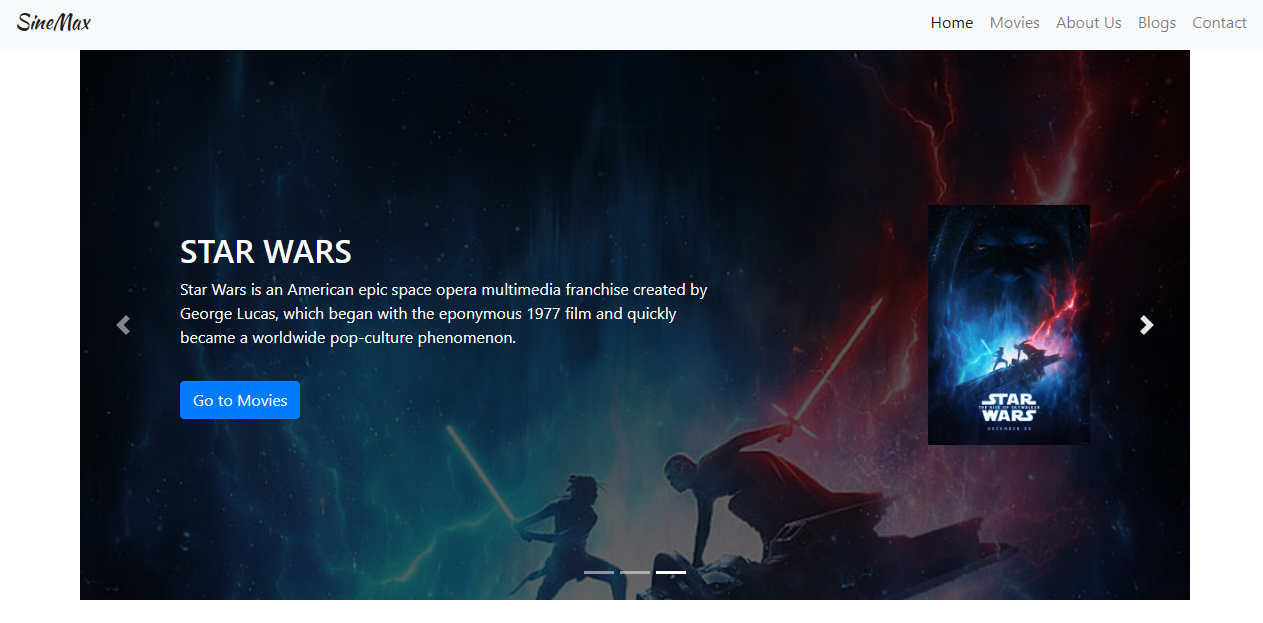 SineMax
Home Movies About Us Blogs Contact
STAR WARS
Star Wars is an American epic space opera multimedia franchise created by
George Lucas, which began with the eponymous 1977 film and quickly
became a worldwide pop-culture phenomenon.
Go to Movies
STAR
THE RISE OF SKYWALKER
WARS
DECEMBER 20